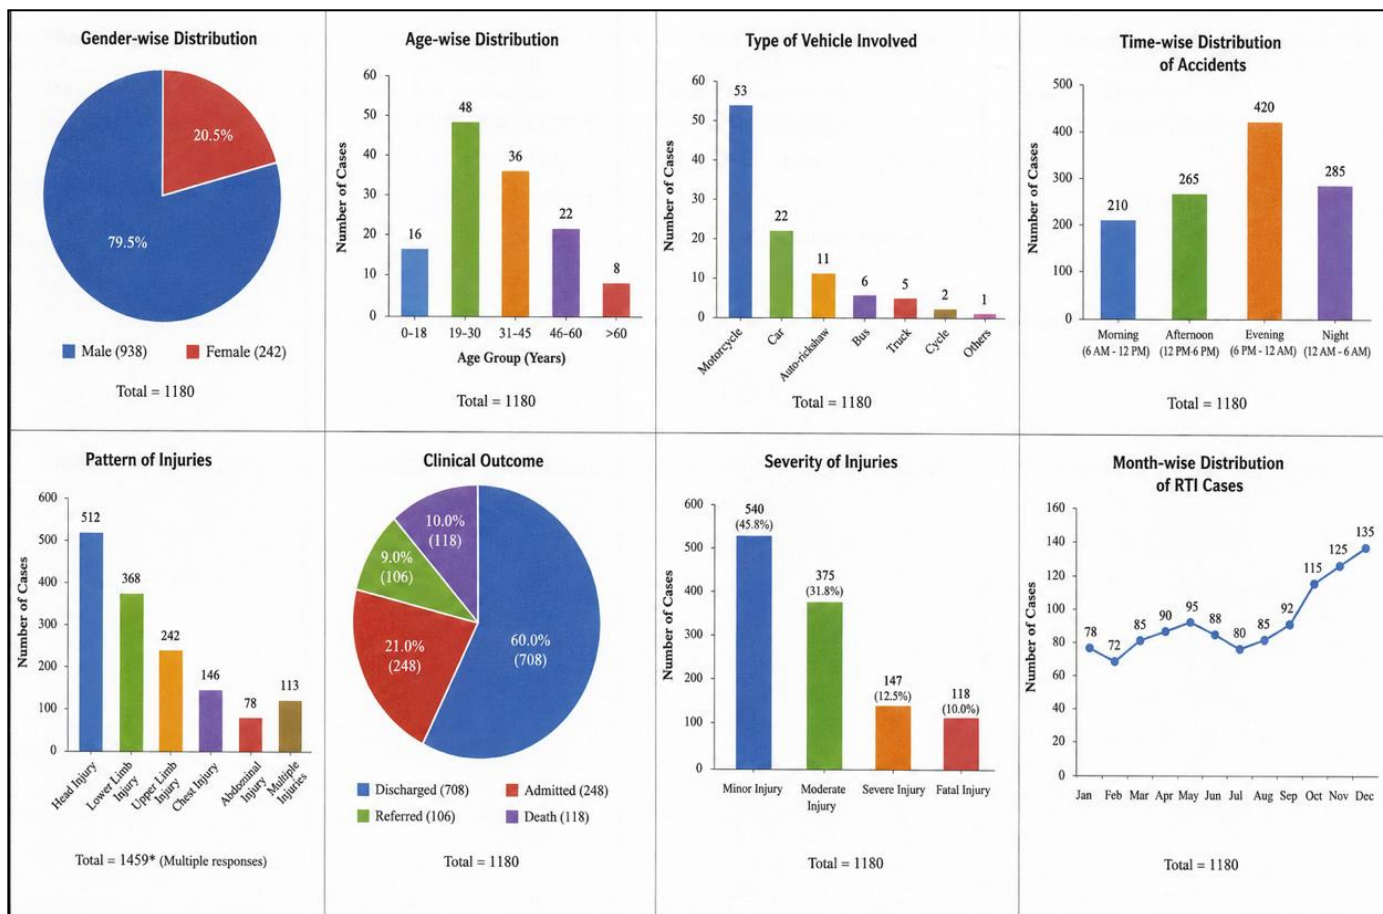 Gender-wise Distribution
20.5%
79.5%
Male (938)
Female (242)
Total = 1180
Age-wise Distribution
Number of Cases
60
50
40
30
20
10
0
16
48
36
22
8
0-18
19-30
31-45
46-60
>60
Age Group (Years)
Total = 1180
Type of Vehicle Involved
Number of Cases
60
50
40
30
20
10
0
53
22
11
6
5
2
1
Motorcycle
Car
Auto-rickshaw
Bus
Truck
Cycle
Others
Total = 1180
Time-wise Distribution
of Accidents
Number of Cases
500
400
300
200
100
0
210
265
420
285
Morning
(6 AM - 12 PM)
Afternoon
(12 PM-6 PM)
Evening
(6 PM - 12 AM)
Night
(12 AM - 6 AM)
Total = 1180
Pattern of Injuries
Number of Cases
600
500
400
300
200
100
0
512
368
242
146
78
113
Head Injury
Lower Limb
Injury
Upper Limb
Injury
Chest Injury
Abdominal
Injury
Multiple
Injuries
Total = 1459* (Multiple responses)
Clinical Outcome
10.0%
(118)
9.0%
(106)
21.0%
(248)
60.0%
(708)
Discharged (708)
Admitted (248)
Referred (106)
Death (118)
Total = 1180
Severity of Injuries
Number of Cases
600
500
400
300
200
100
0
540
(45.8%)
375
(31.8%)
147
(12.5%)
118
(10.0%)
Minor Injury
Moderate
Injury
Severe Injury
Fatal Injury
Total = 1180
Month-wise Distribution
of RTI Cases
Number of Cases
160
140
120
100
80
60
40
20
0
78
72
85
90
95
88
80
85
92
115
125
135
Jan
Feb
Mar
Apr
May
Jun
Jul
Aug
Sep
Oct
Nov
Dec
Total = 1180